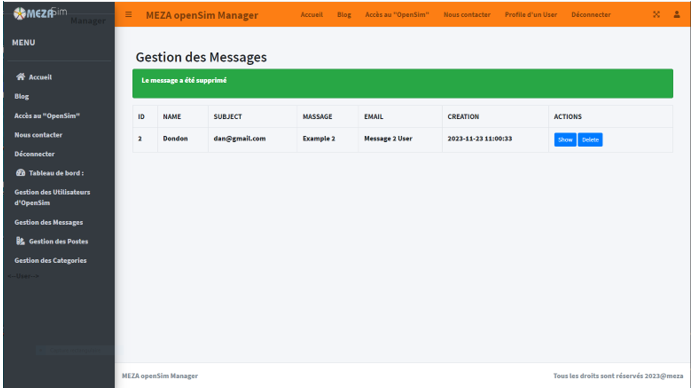 MEZASim
Manager
MEZA openSim Manager
Accueil Blog Accès au "OpenSim" Nous contacter Profile d'un User Déconnecter
MENU
Accueil
Blog
Accès au "OpenSim"
Nous contacter
Déconnecter
Tableau de bord :
Gestion des Utilisateurs
d'OpenSim
Gestion des Messages
Gestion des Postes
Gestion des Categories
Gestion des Messages
Le message a été supprimé
ID NAME SUBJECT MASSAGE EMAIL CREATION ACTIONS
2 Dondon dan@gmail.com Example 2 Message 2 User 2023-11-23 11:00:33 Show Delete
MEZA openSim Manager
Tous les droits sont réservés 2023@meza